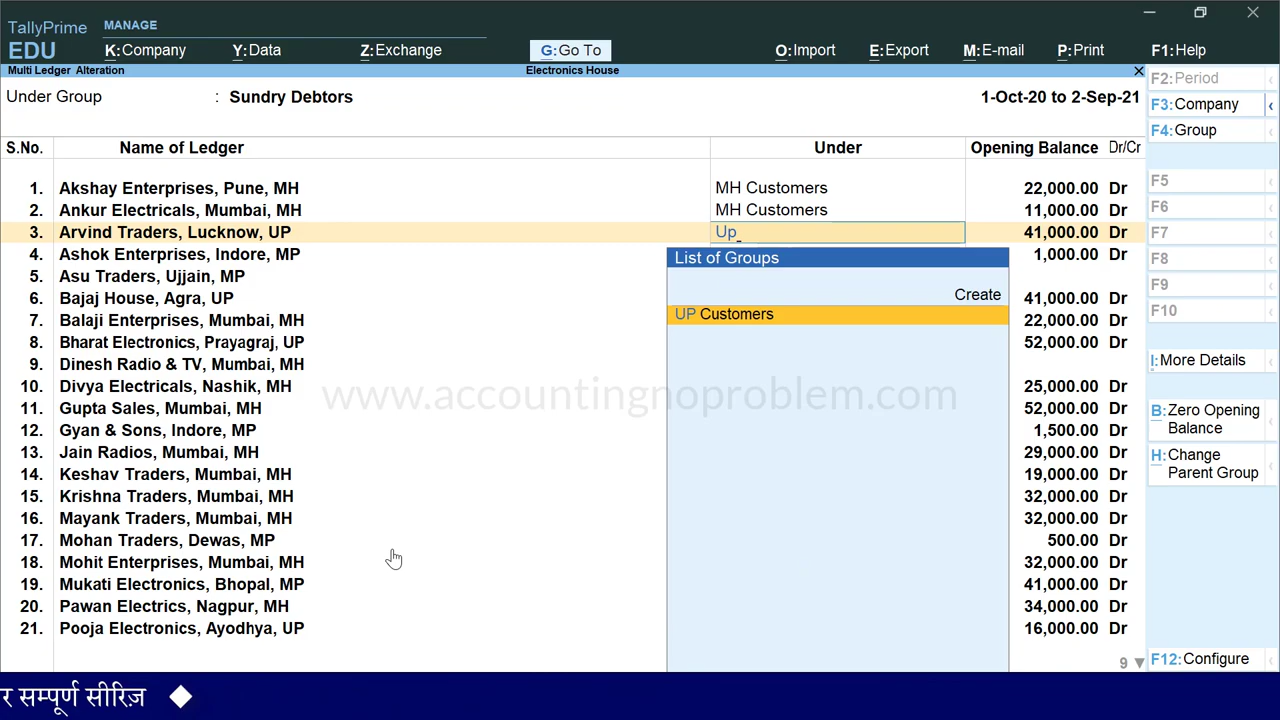 TallyPrime
EDU
MANAGE
K:Company Y:Data Z:Exchange G:Go To O:Import E:Export M:E-mail P:Print F1:Help
Multi Ledger Alteration Electronics House
Under Group : Sundry Debtors 1-Oct-20 to 2-Sep-21
S.No. Name of Ledger Under Opening Balance Dr/Cr
1. Akshay Enterprises, Pune, MH MH Customers 22,000.00 Dr
2. Ankur Electricals, Mumbai, MH MH Customers 11,000.00 Dr
3. Arvind Traders, Lucknow, UP Up 41,000.00 Dr
4. Ashok Enterprises, Indore, MP 1,000.00 Dr
5. Asu Traders, Ujjain, MP
6. Bajaj House, Agra, UP 41,000.00 Dr
7. Balaji Enterprises, Mumbai, MH 22,000.00 Dr
8. Bharat Electronics, Prayagraj, UP 52,000.00 Dr
9. Dinesh Radio & TV, Mumbai, MH
10. Divya Electricals, Nashik, MH 25,000.00 Dr
11. Gupta Sales, Mumbai, MH 52,000.00 Dr
12. Gyan & Sons, Indore, MP 1,500.00 Dr
13. Jain Radios, Mumbai, MH 29,000.00 Dr
14. Keshav Traders, Mumbai, MH 19,000.00 Dr
15. Krishna Traders, Mumbai, MH 32,000.00 Dr
16. Mayank Traders, Mumbai, MH 32,000.00 Dr
17. Mohan Traders, Dewas, MP 500.00 Dr
18. Mohit Enterprises, Mumbai, MH 32,000.00 Dr
19. Mukati Electronics, Bhopal, MP 41,000.00 Dr
20. Pawan Electrics, Nagpur, MH 34,000.00 Dr
21. Pooja Electronics, Ayodhya, UP 16,000.00 Dr
9 ▼
List of Groups
Create
UP Customers
www.accountingnoproblem.com
F2:Period
F3:Company
F4:Group
F5
F6
F7
F8
F9
F10
I:More Details
B:Zero Opening
Balance
H:Change
Parent Group
F12:Configure
र सम्पूर्ण सीरिज़